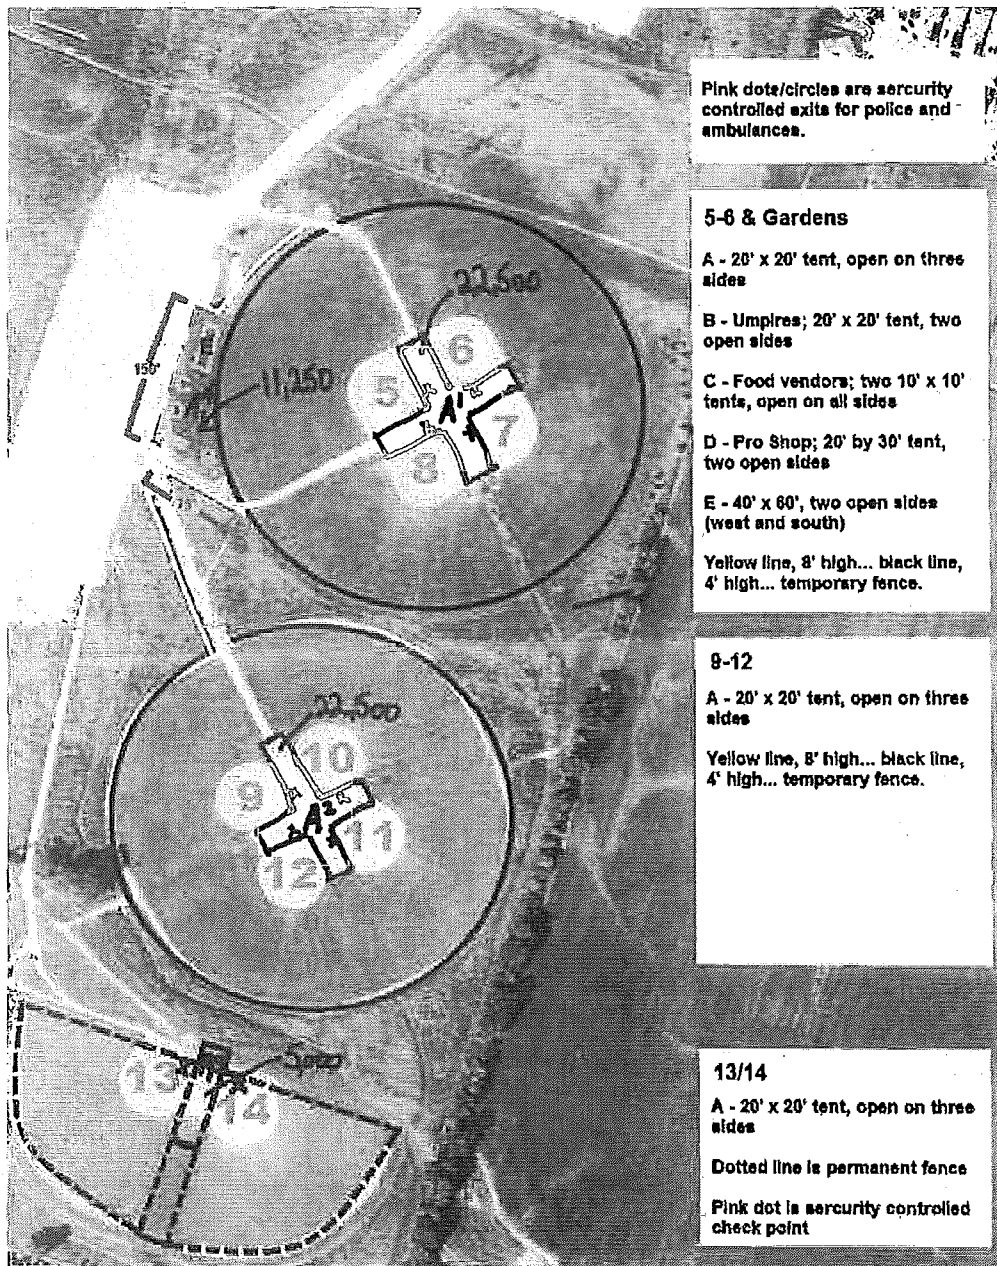 Pink dots/circles are sercurity
controlled exits for police and
ambulances.
5-6 & Gardens
A - 20' x 20' tent, open on three
sides
B - Umpires; 20' x 20' tent, two
open sides
C - Food vendors; two 10' x 10'
tents, open on all sides
D - Pro Shop; 20' by 30' tent,
two open sides
E - 40' x 60', two open sides
(west and south)
Yellow line, 8' high... black line,
4' high... temporary fence.
22,500
6
150'
11,250
5
A1
7
8
9-12
A - 20' x 20' tent, open on three
sides
Yellow line, 8' high... black line,
4' high... temporary fence.
22,500
10
9
A2
11
12
13/14
A - 20' x 20' tent, open on three
sides
Dotted line is permanent fence
Pink dot is sercurity controlled
check point
5,000
13
14